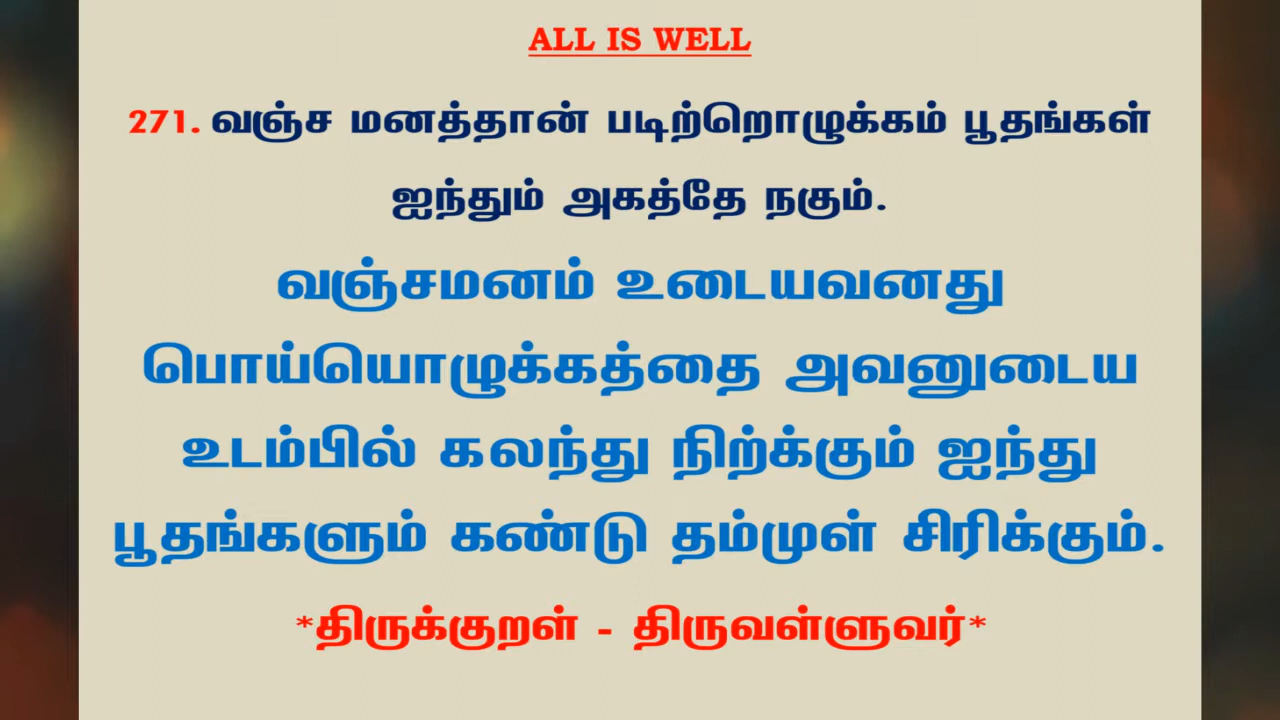 ALL IS WELL
271. வஞ்ச மனத்தான் படிற்றொழுக்கம் பூதங்கள்
ஐந்தும் அகத்தே நகும்.
வஞ்சமனம் உடையவனது
பொய்யொழுக்கத்தை அவனுடைய
உடம்பில் கலந்து நிற்க்கும் ஐந்து
பூதங்களும் கண்டு தம்முள் சிரிக்கும்.
*திருக்குறள் - திருவள்ளுவர்*